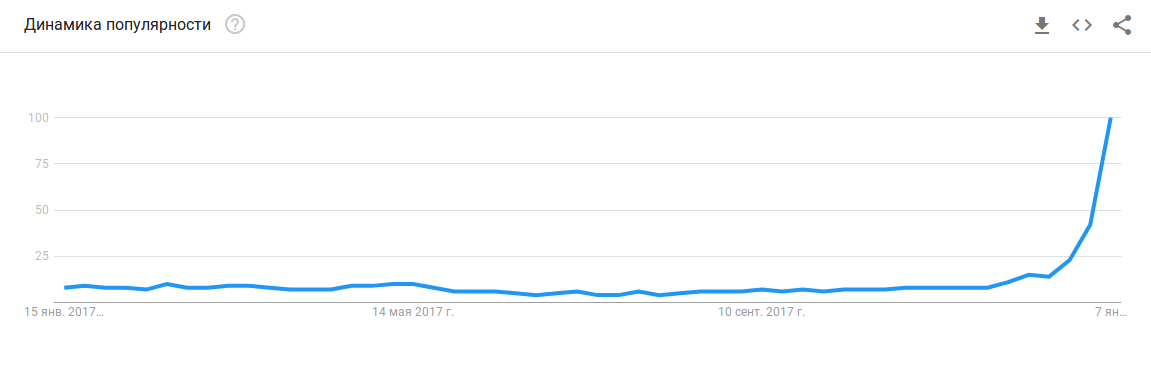 Динамика популярности
100
75
50
25
15 янв. 2017…
14 мая 2017 г.
10 сент. 2017 г.
7 ян…